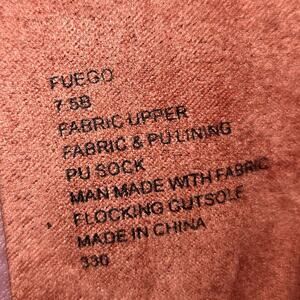 FUEGO
7.5B
FABRIC UPPER
FABRIC & PU LINING
PU SOCK
MAN MADE WITH FABRIC
FLOCKING OUTSOLE
MADE IN CHINA
330